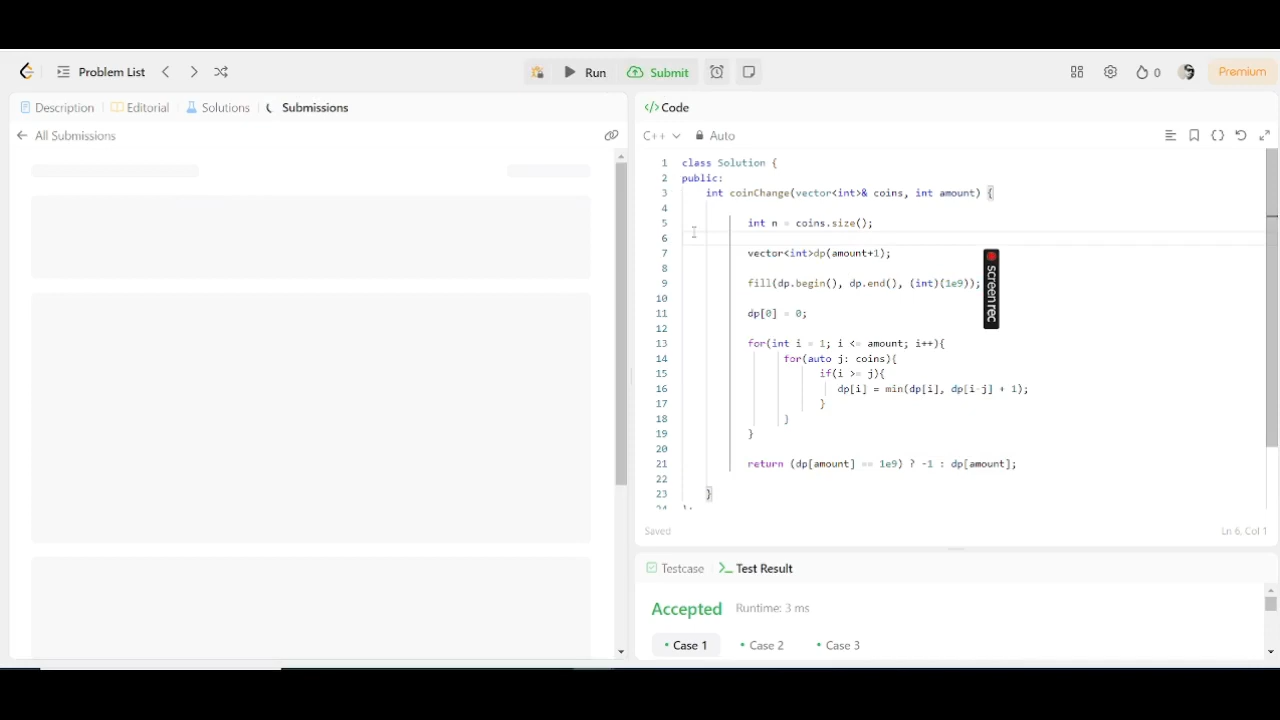 Problem List
Run
Submit
0
Premium
Description
Editorial
Solutions
Submissions
All Submissions
</> Code
C++
Auto
1 class Solution {
2 public:
3 int coinChange(vector<int>& coins, int amount) {
4
5 int n = coins.size();
6
7 vector<int>dp(amount+1);
8
9 fill(dp.begin(), dp.end(), (int)(1e9));
10
11 dp[0] = 0;
12
13 for(int i = 1; i <= amount; i++){
14 for(auto j: coins){
15 if(i >= j){
16 dp[i] = min(dp[i], dp[i-j] + 1);
17 }
18 }
19 }
20
21 return (dp[amount] == 1e9) ? -1 : dp[amount];
22
23 }
screenrec
Saved
Ln 6, Col 1
Testcase
Test Result
Accepted
Runtime: 3 ms
• Case 1
• Case 2
• Case 3